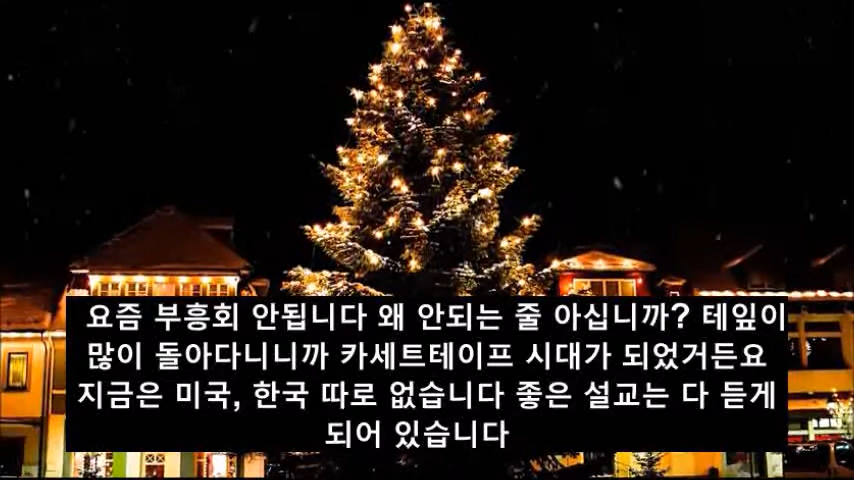 요즘 부흥회 안됩니다 왜 안되는 줄 아십니까? 테잎이
많이 돌아다니니까 카세트테이프 시대가 되었거든요
지금은 미국, 한국 따로 없습니다 좋은 설교는 다 듣게
되어 있습니다